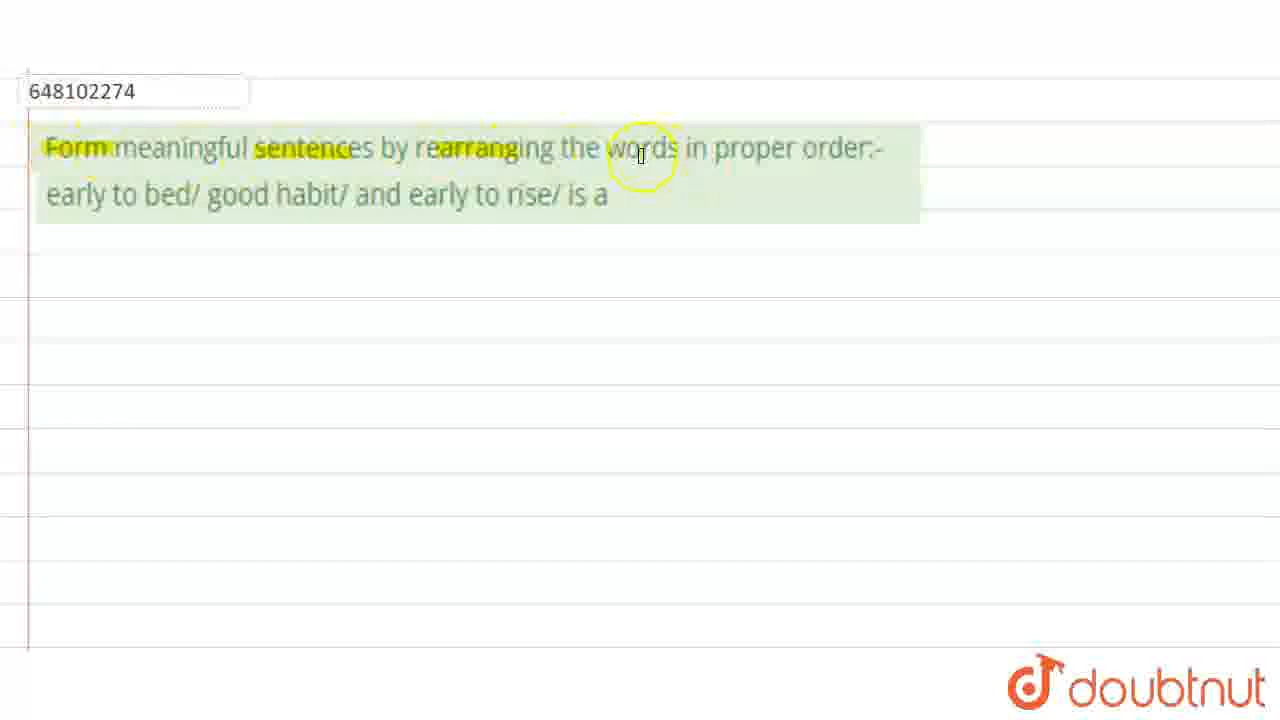 648102274
Form meaningful sentences by rearranging the words in proper order:-
early to bed/ good habit/ and early to rise/ is a
doubtnut